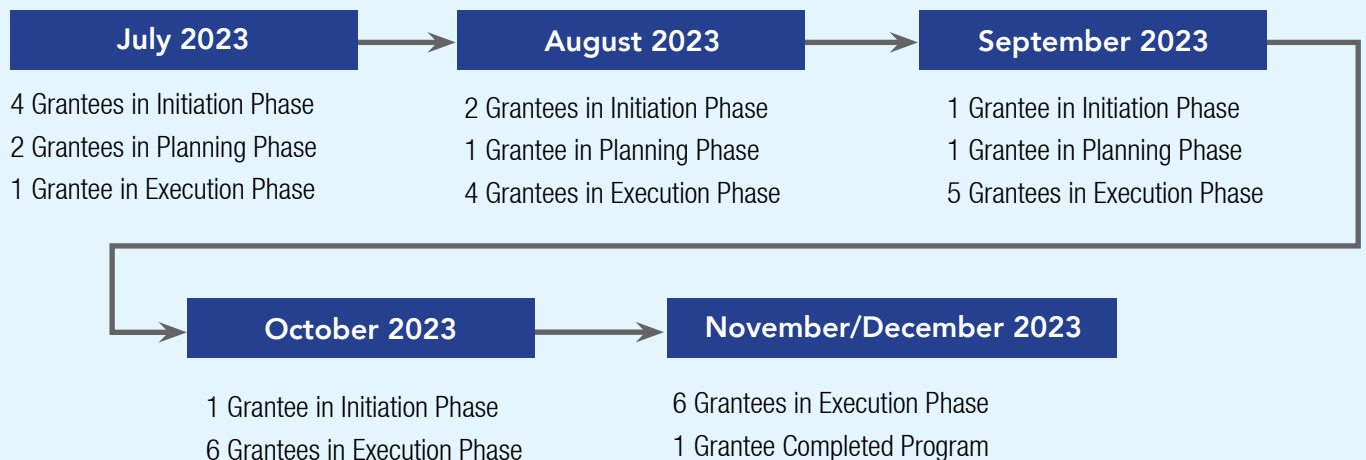 July 2023
4 Grantees in Initiation Phase
2 Grantees in Planning Phase
1 Grantee in Execution Phase
August 2023
2 Grantees in Initiation Phase
1 Grantee in Planning Phase
4 Grantees in Execution Phase
September 2023
1 Grantee in Initiation Phase
1 Grantee in Planning Phase
5 Grantees in Execution Phase
October 2023
1 Grantee in Initiation Phase
6 Grantees in Execution Phase
November/December 2023
6 Grantees in Execution Phase
1 Grantee Completed Program